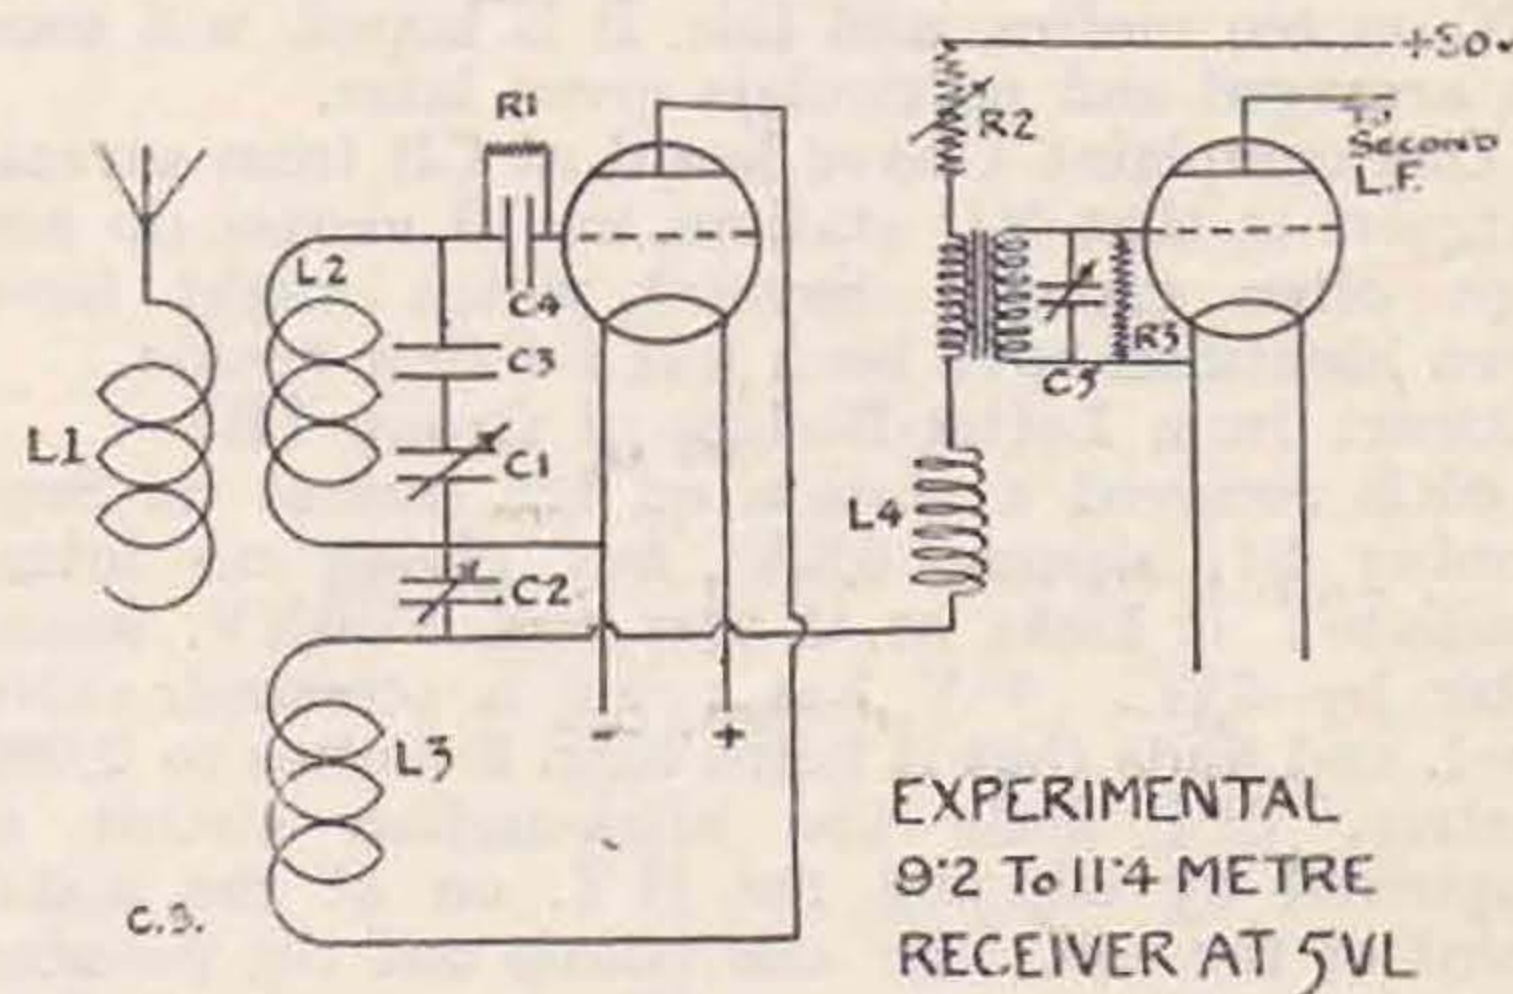 +50v
R1
R2
To
Second
L.F.
L2
C4
C3
R3
C5
L1
C1
L4
C2
L3
-
+
EXPERIMENTAL
9·2 To 11·4 METRE
RECEIVER AT 5VL